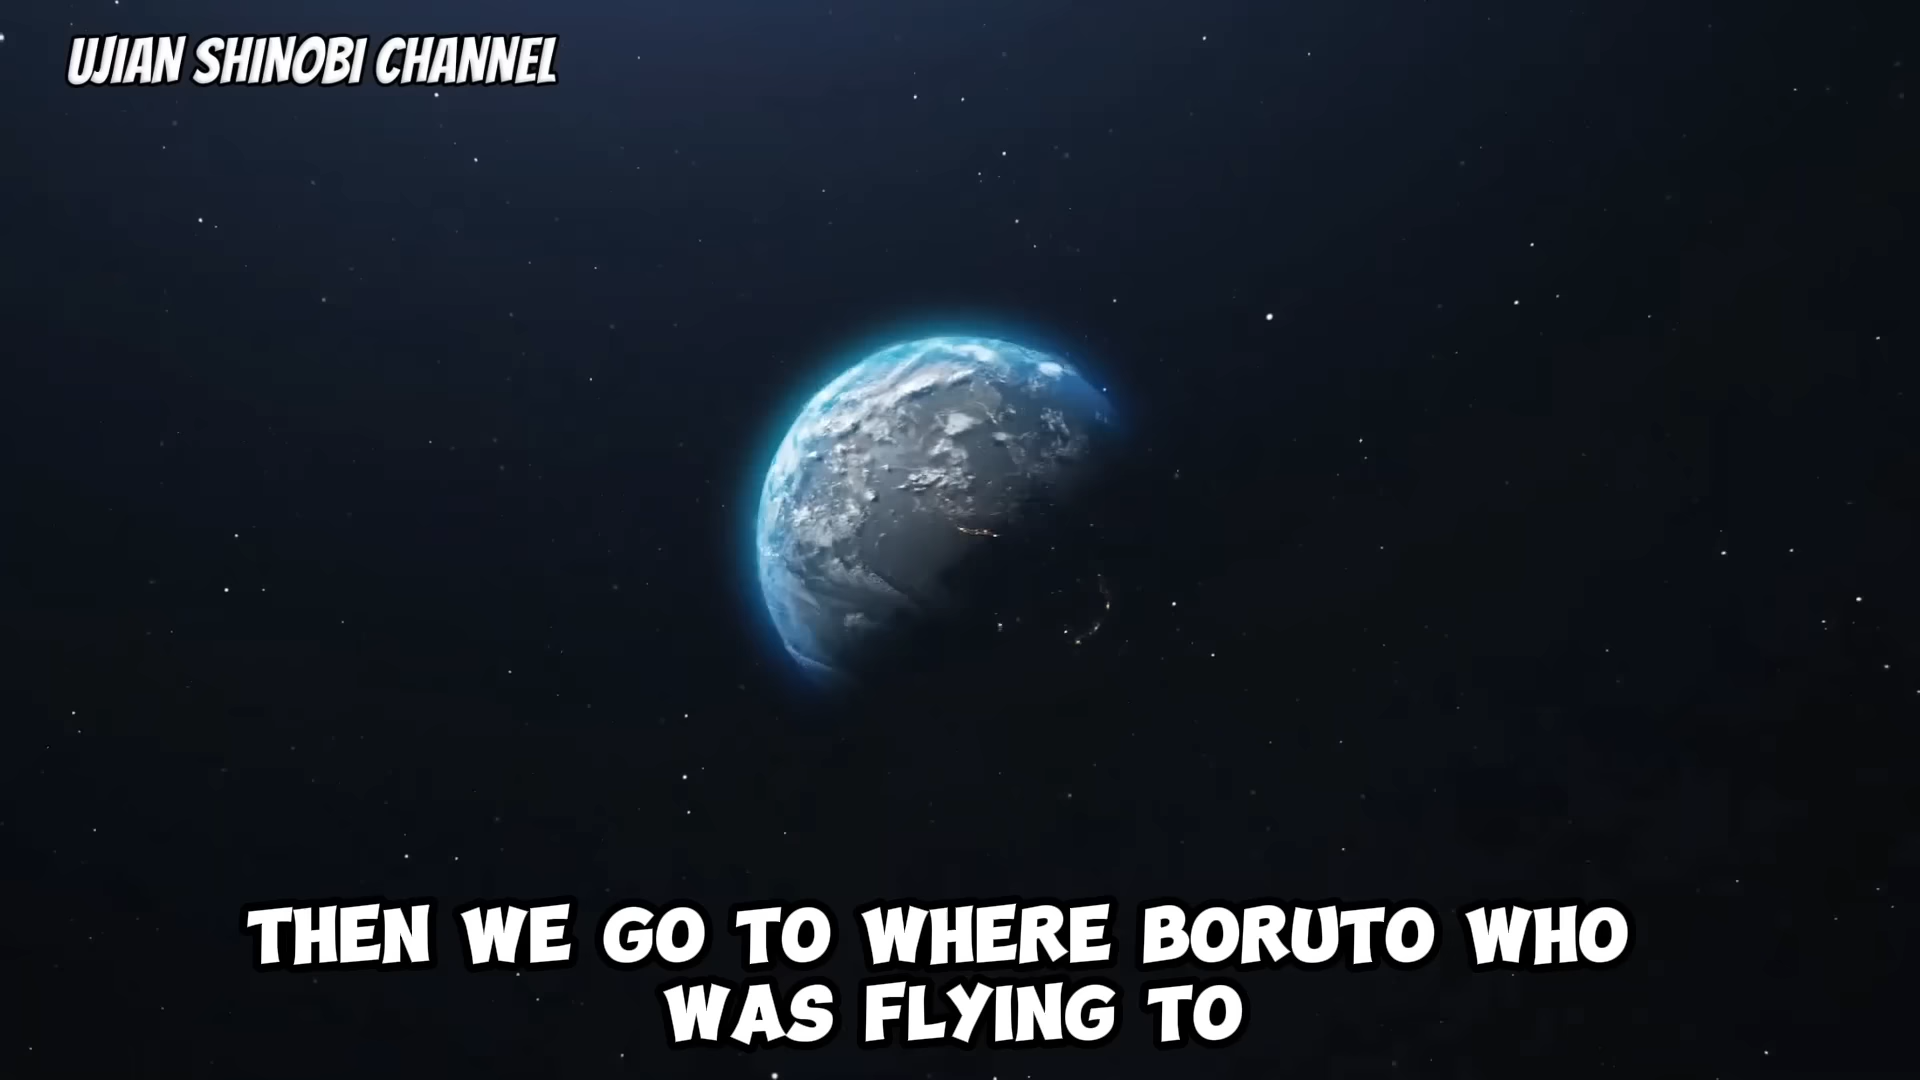 UJIAN SHINOBI CHANNEL
THEN WE GO TO WHERE BORUTO WHO
WAS FLYING TO